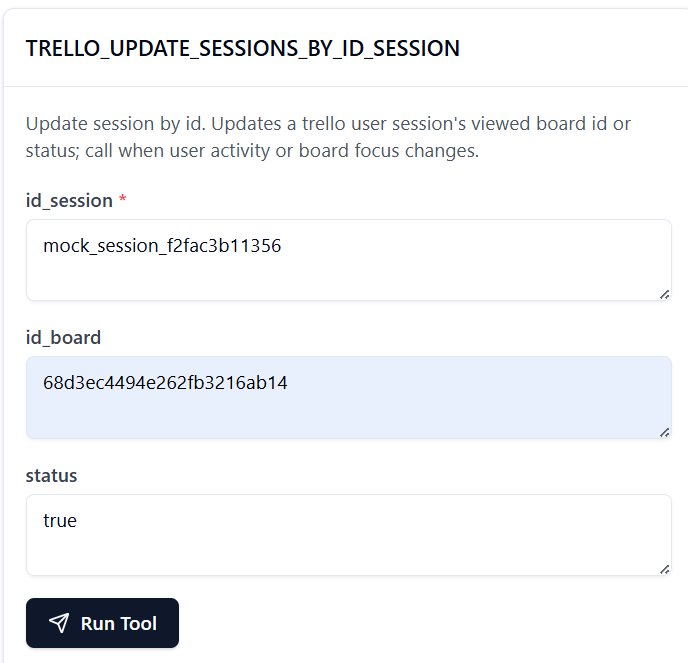 TRELLO_UPDATE_SESSIONS_BY_ID_SESSION
Update session by id. Updates a trello user session's viewed board id or
status; call when user activity or board focus changes.
id_session *
mock_session_f2fac3b11356
id_board
68d3ec4494e262fb3216ab14
status
true
Run Tool